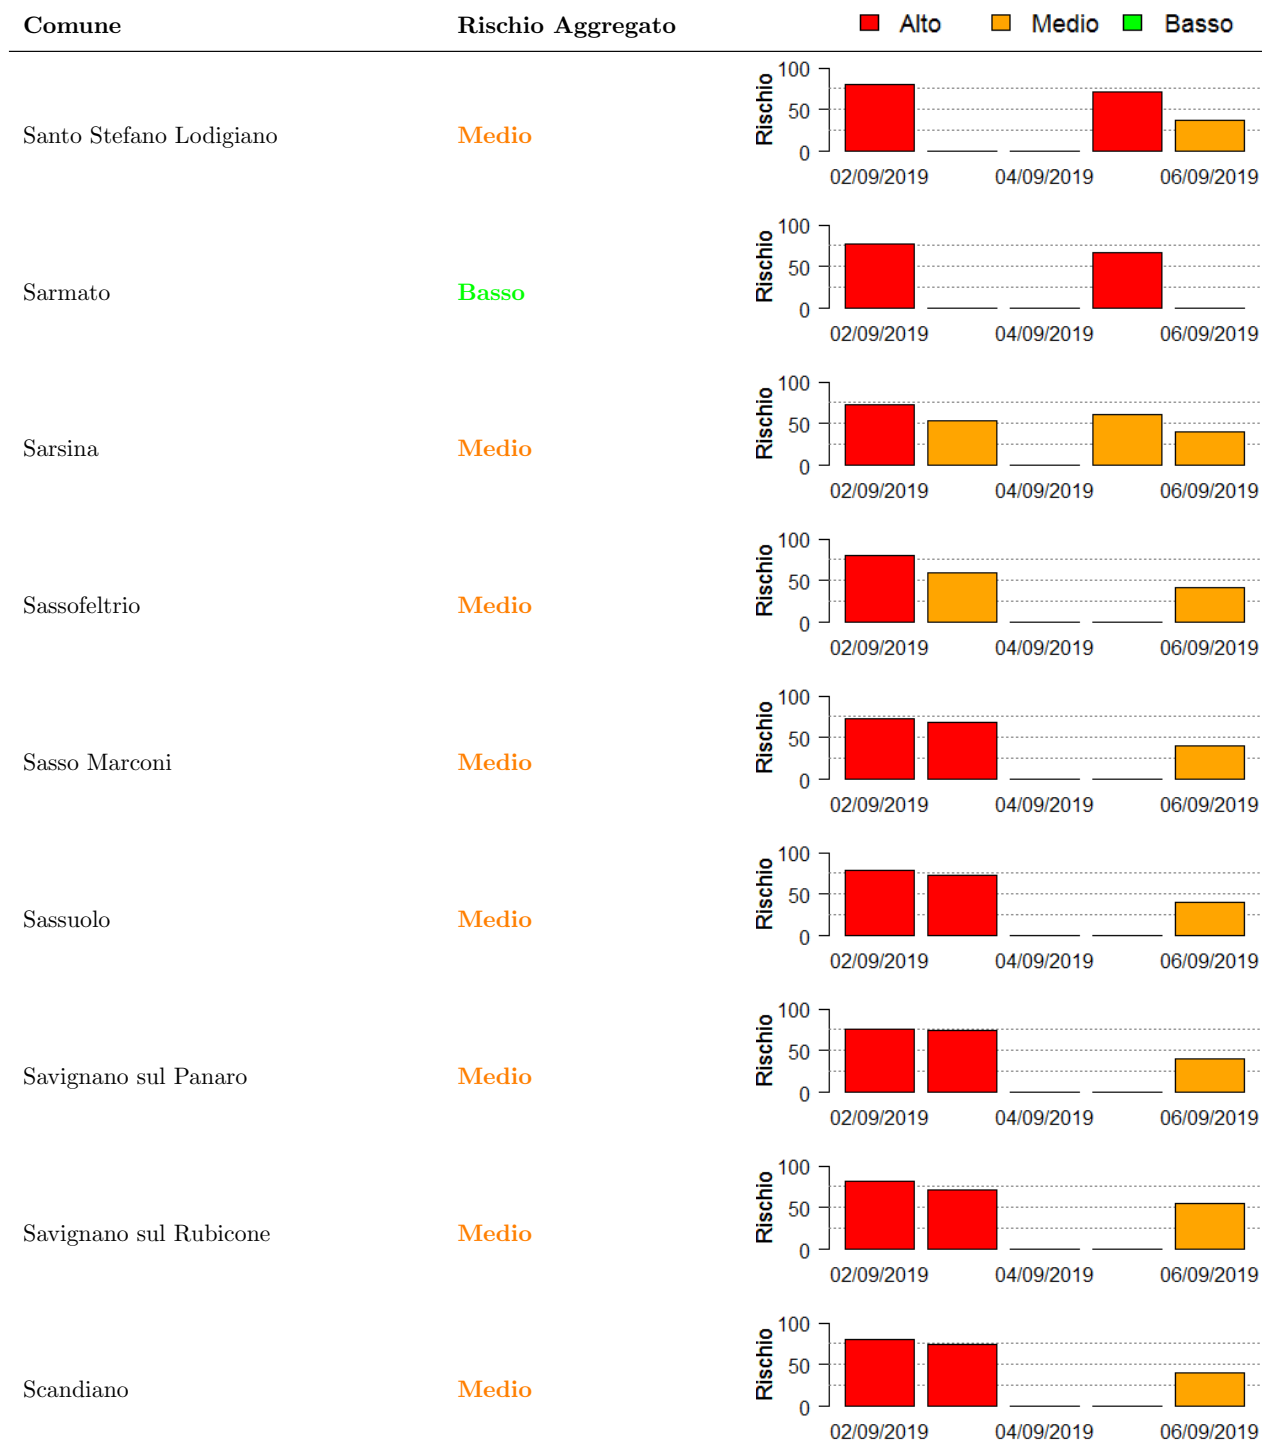 Comune Rischio Aggregato Alto Medio Basso
Santo Stefano Lodigiano Medio Rischio 100 50 0
02/09/2019 04/09/2019 06/09/2019
Sarmato Basso Rischio 100 50 0
02/09/2019 04/09/2019 06/09/2019
Sarsina Medio Rischio 100 50 0
02/09/2019 04/09/2019 06/09/2019
Sassofeltrio Medio Rischio 100 50 0
02/09/2019 04/09/2019 06/09/2019
Sasso Marconi Medio Rischio 100 50 0
02/09/2019 04/09/2019 06/09/2019
Sassuolo Medio Rischio 100 50 0
02/09/2019 04/09/2019 06/09/2019
Savignano sul Panaro Medio Rischio 100 50 0
02/09/2019 04/09/2019 06/09/2019
Savignano sul Rubicone Medio Rischio 100 50 0
02/09/2019 04/09/2019 06/09/2019
Scandiano Medio Rischio 100 50 0
02/09/2019 04/09/2019 06/09/2019